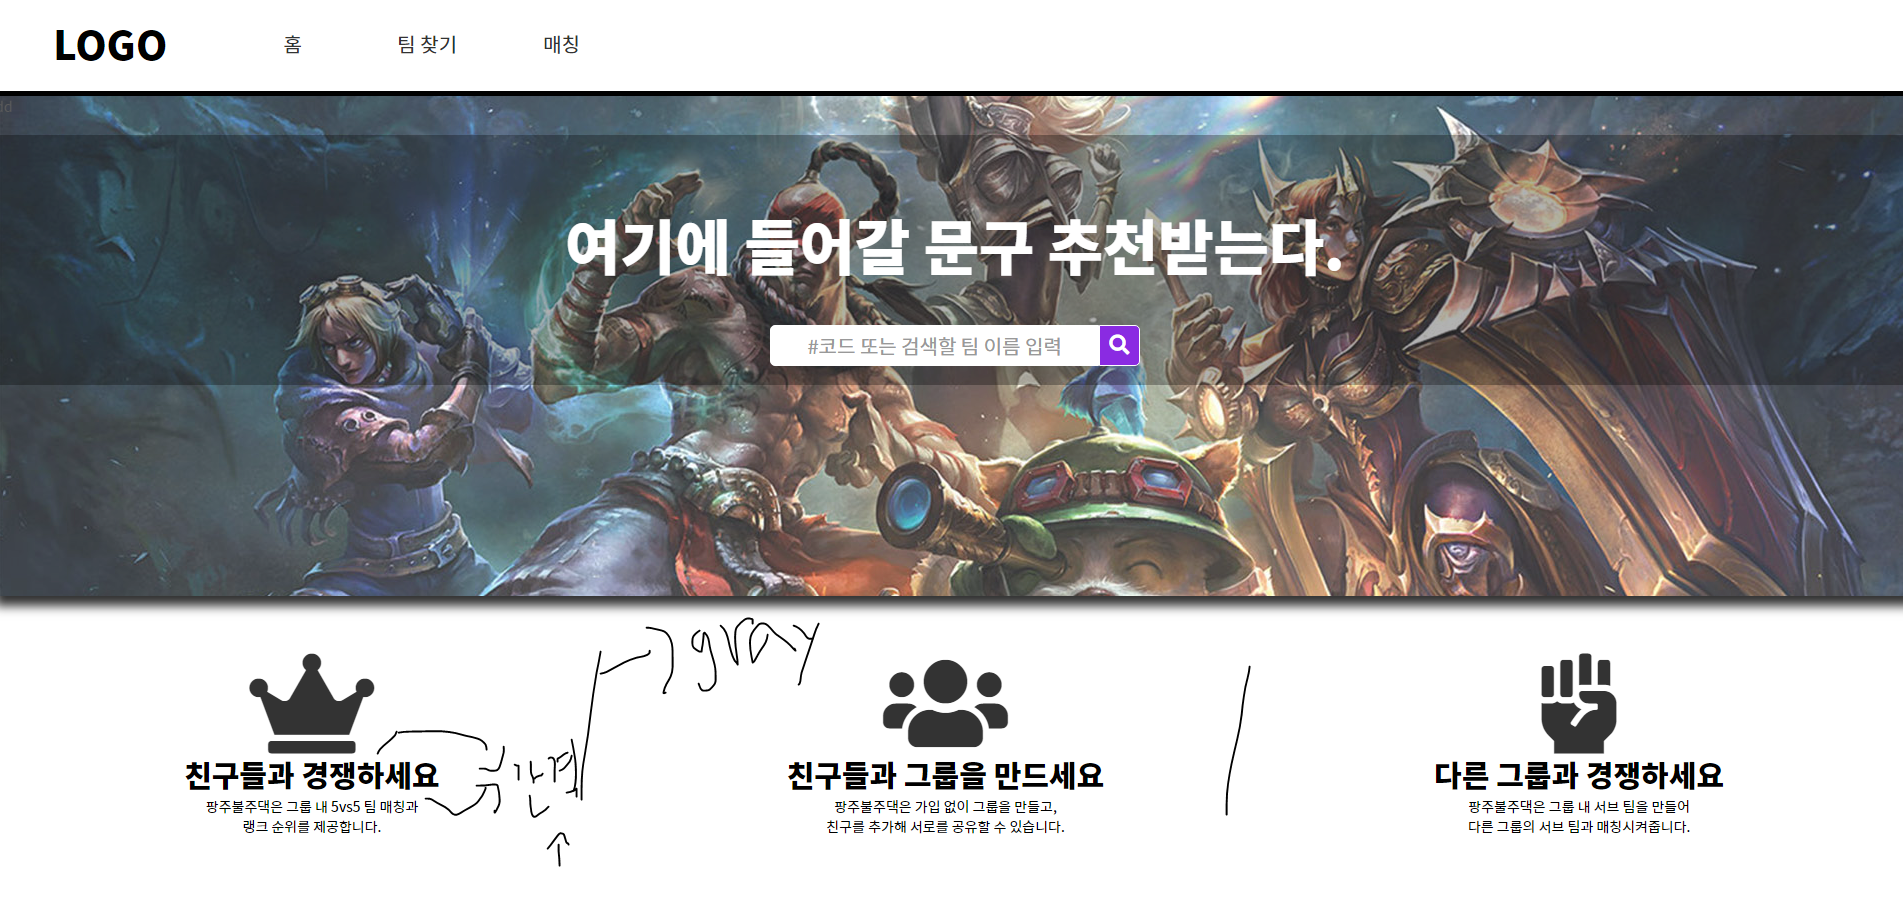 LOGO 홈 팀 찾기 매칭
dd
여기에 들어갈 문구 추천받는다.
#코드 또는 검색할 팀 이름 입력
gray
간격
친구들과 경쟁하세요
팡주불주댁은 그룹 내 5vs5 팀 매칭과
랭크 순위를 제공합니다.
친구들과 그룹을 만드세요
팡주불주댁은 가입 없이 그룹을 만들고,
친구를 추가해 서로를 공유할 수 있습니다.
다른 그룹과 경쟁하세요
팡주불주댁은 그룹 내 서브 팀을 만들어
다른 그룹의 서브 팀과 매칭시켜줍니다.